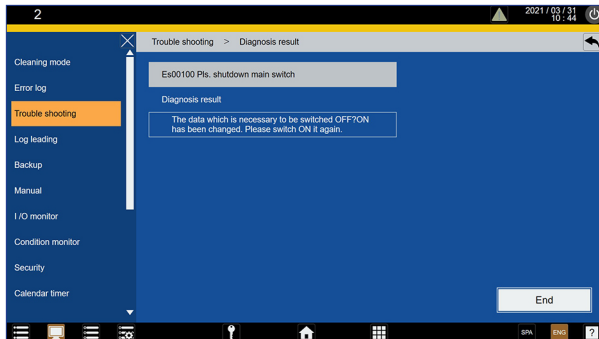 2
2021 / 03 / 31
10 : 44
Trouble shooting > Diagnosis result
Cleaning mode
Error log
Trouble shooting
Log leading
Backup
Manual
I /O monitor
Condition monitor
Security
Calendar timer
Es00100 Pls. shutdown main switch
Diagnosis result
The data which is necessary to be switched OFF?ON
has been changed. Please switch ON it again.
End
SPA
ENG
?